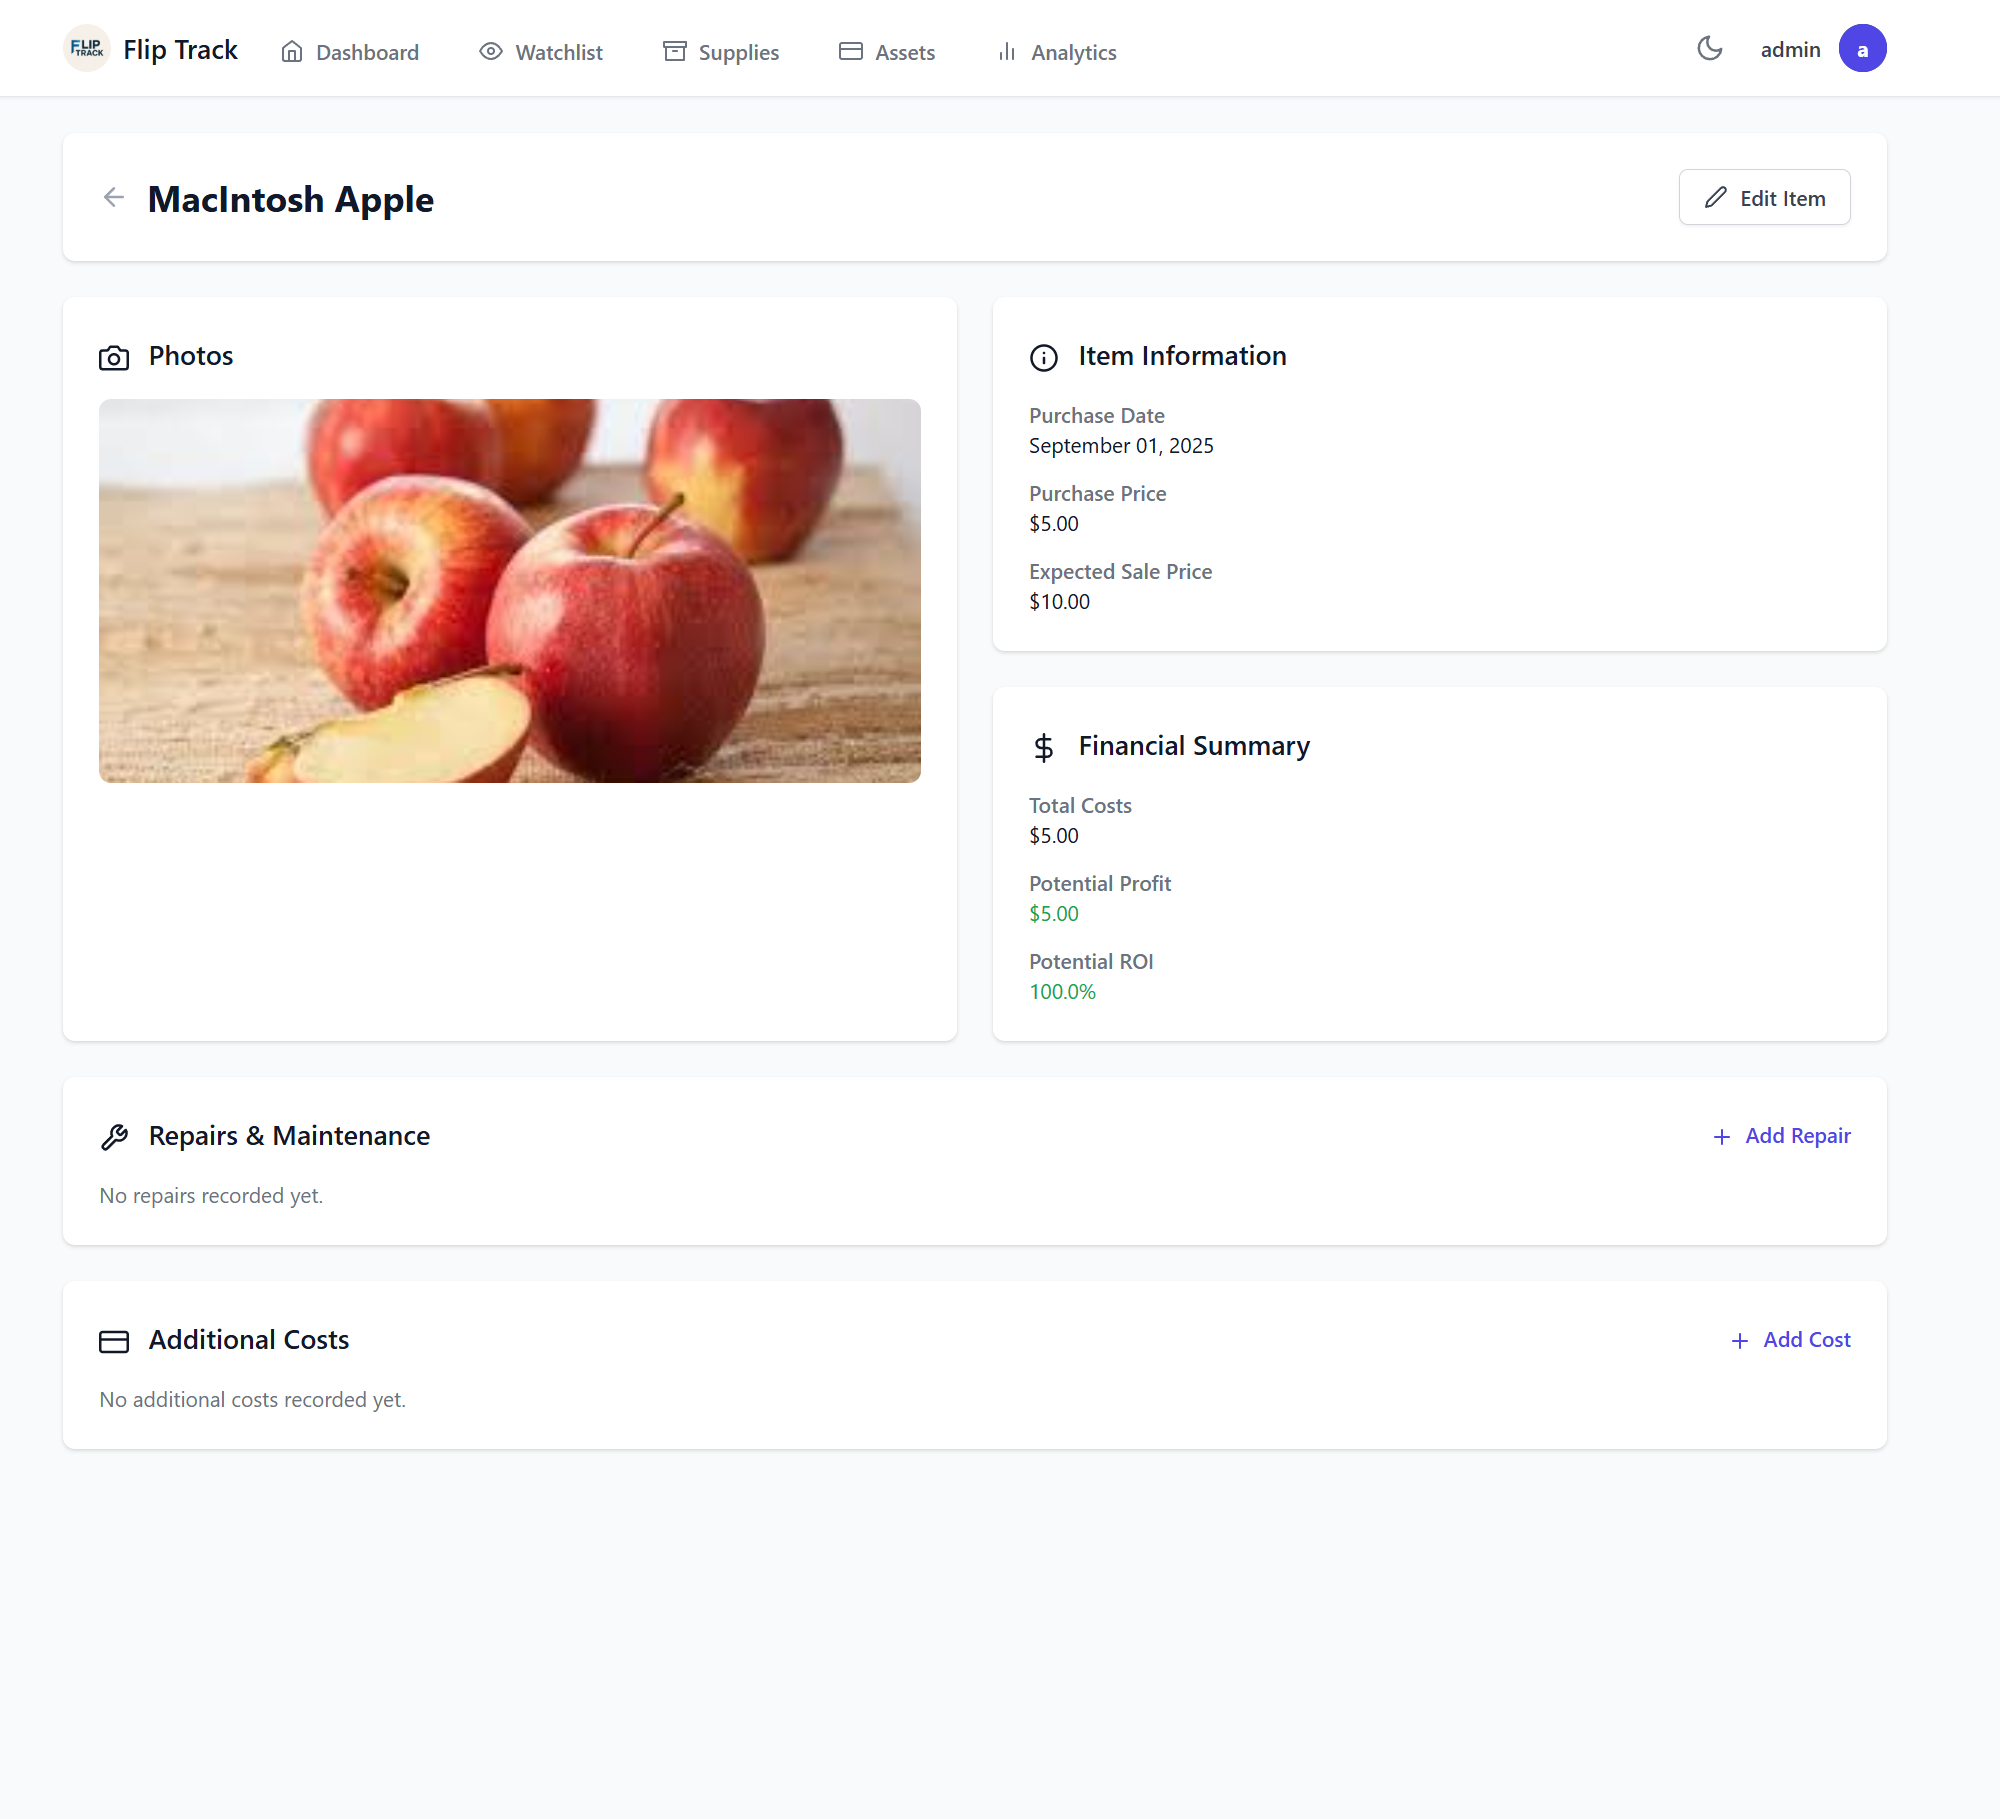 FLIP
TRACK
Flip Track
Dashboard
Watchlist
Supplies
Assets
Analytics
admin
a
MacIntosh Apple
Edit Item
Photos
Item Information
Purchase Date
September 01, 2025
Purchase Price
$5.00
Expected Sale Price
$10.00
Financial Summary
Total Costs
$5.00
Potential Profit
$5.00
Potential ROI
100.0%
Repairs & Maintenance
Add Repair
No repairs recorded yet.
Additional Costs
Add Cost
No additional costs recorded yet.